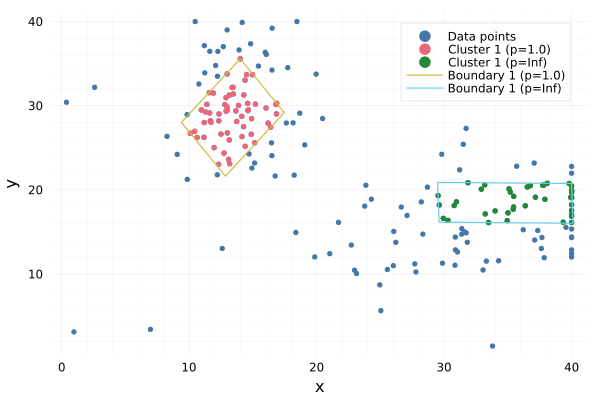 40
30
20
10
y
Data points
Cluster 1 (p=1.0)
Cluster 1 (p=Inf)
Boundary 1 (p=1.0)
Boundary 1 (p=Inf)
0 10 20 30 40
x